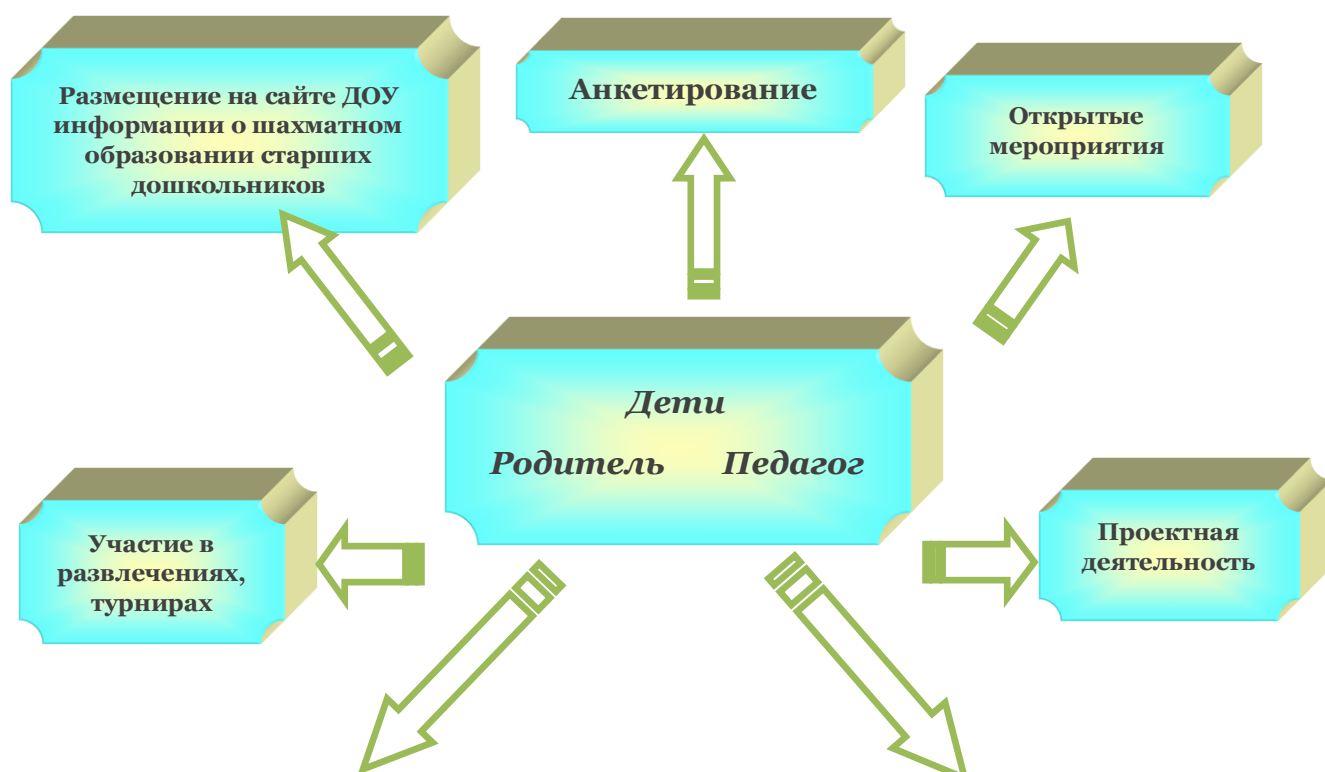 Размещение на сайте ДОУ
информации о шахматном
образовании старших
дошкольников
Анкетирование
Открытые
мероприятия
Дети
Родитель Педагог
Участие в
развлечениях,
турнирах
Проектная
деятельность